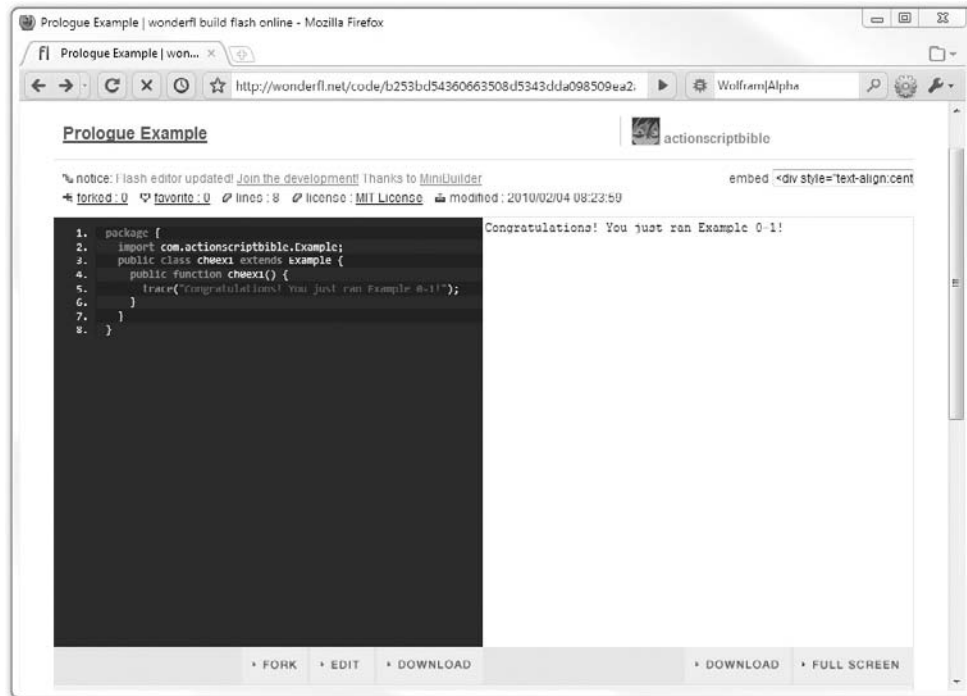 Prologue Example | wonderfl build flash online - Mozilla Firefox
fl Prologue Example | won... ×
http://wonderfl.net/code/b253bd54360663508d5343dda098509ea2
Wolfram|Alpha
Prologue Example
actionscriptbible
notice: Flash editor updated! Join the development! Thanks to MiniBuilder
embed <div style="text-align:cent
forked : 0 favorite : 0 lines : 8 license : MIT License modified : 2010/02/04 08:23:59
1. package {
2. import com.actionscriptbible.Example;
3. public class ch0ex1 extends Example {
4. public function ch0ex1() {
5. trace("Congratulations! You just ran Example 0-1!");
6. }
7. }
8. }
Congratulations! You just ran Example 0-1!
FORK EDIT DOWNLOAD
DOWNLOAD FULL SCREEN